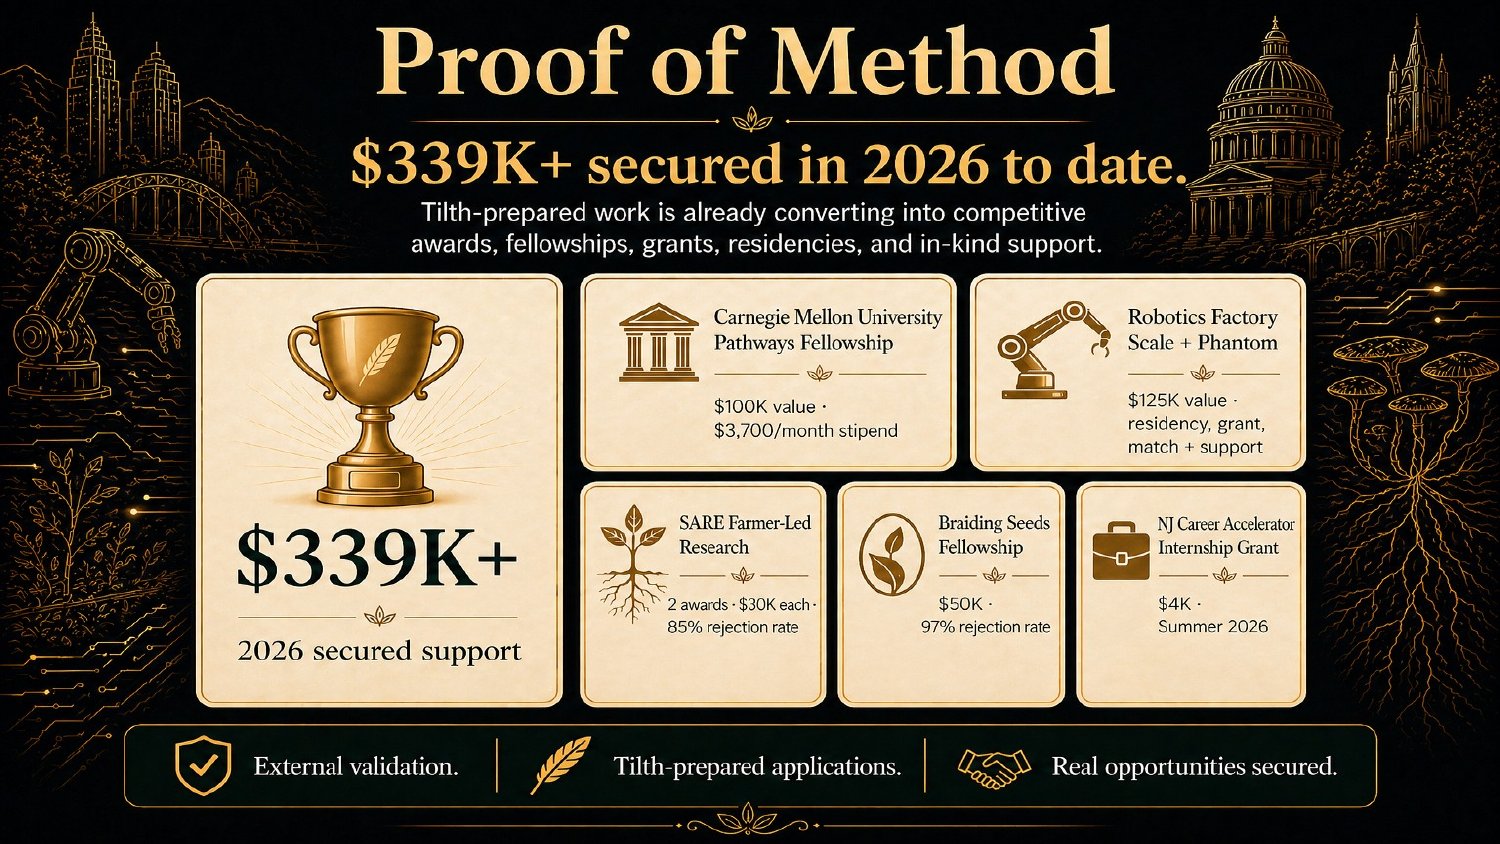 Proof of Method
$339K+ secured in 2026 to date.
Tilth-prepared work is already converting into competitive
awards, fellowships, grants, residencies, and in-kind support.
$339K+
2026 secured support
Carnegie Mellon University
Pathways Fellowship
$100K value ·
$3,700/month stipend
Robotics Factory
Scale + Phantom
$125K value ·
residency, grant,
match + support
SARE Farmer-Led
Research
2 awards · $30K each ·
85% rejection rate
Braiding Seeds
Fellowship
$50K ·
97% rejection rate
NJ Career Accelerator
Internship Grant
$4K ·
Summer 2026
External validation.
Tilth-prepared applications.
Real opportunities secured.